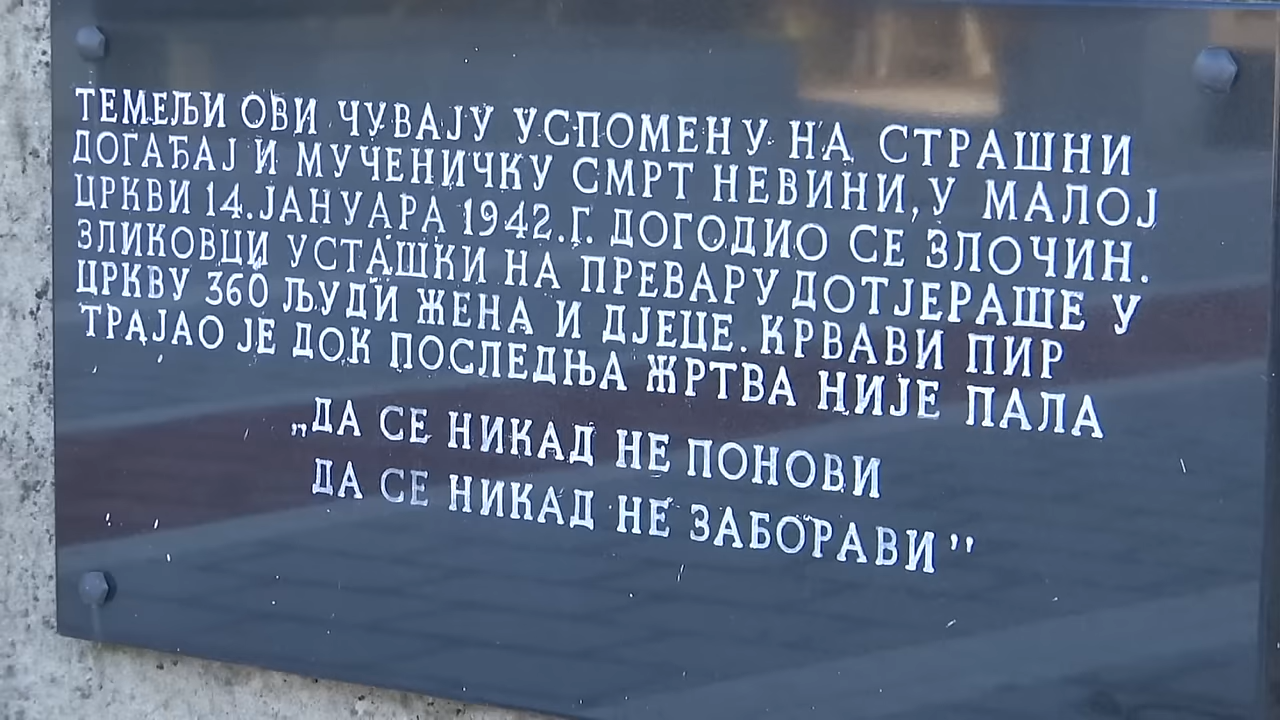 ТЕМЕЉИ ОВИ ЧУВАЈУ УСПОМЕНУ НА СТРАШНИ
ДОГАЂАЈ И МУЧЕНИЧКУ СМРТ НЕВИНИ, У МАЛОЈ
ЦРКВИ 14. ЈАНУАРА 1942. Г. ДОГОДИО СЕ ЗЛОЧИН.
ЗЛИКОВЦИ УСТАШКИ НА ПРЕВАРУ ДОТЈЕРАШЕ У
ЦРКВУ 360 ЉУДИ ЖЕНА И ДЈЕЦЕ. КРВАВИ ПИР
ТРАЈАО ЈЕ ДОК ПОСЛЕДЊА ЖРТВА НИЈЕ ПАЛА
„ДА СЕ НИКАД НЕ ПОНОВИ
ДА СЕ НИКАД НЕ ЗАБОРАВИ"